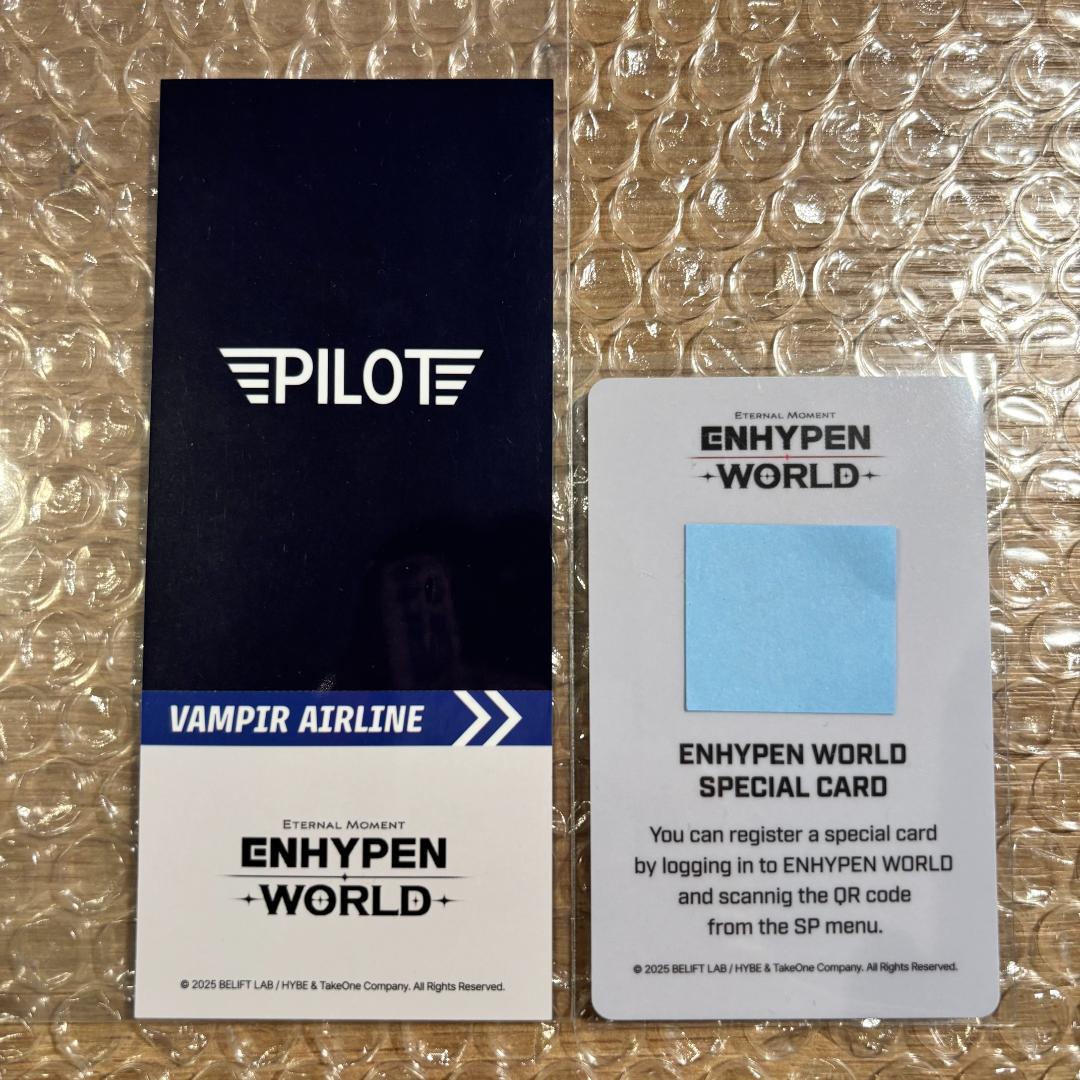 PILOT
VAMPIR AIRLINE
ETERNAL MOMENT
ENHYPEN
WORLD
© 2025 BELIFT LAB / HYBE & TakeOne Company. All Rights Reserved.
ETERNAL MOMENT
ENHYPEN
WORLD
ENHYPEN WORLD
SPECIAL CARD
You can register a special card
by logging in to ENHYPEN WORLD
and scannig the QR code
from the SP menu.
© 2025 BELIFT LAB / HYBE & TakeOne Company. All Rights Reserved.